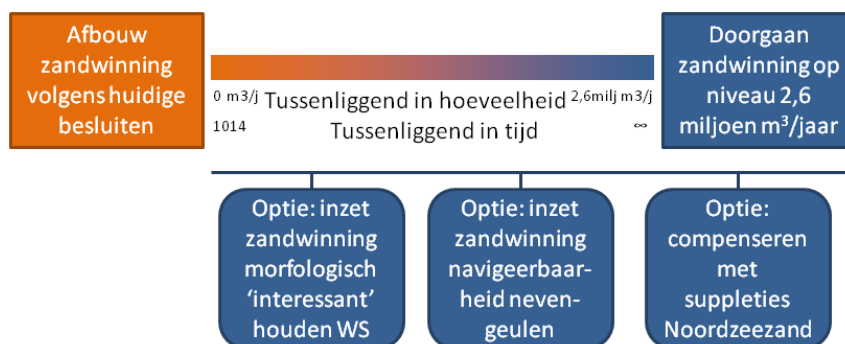 Afbouw
zandwinning
volgens huidige
besluiten
0 m3/j Tussenliggend in hoeveelheid 2,6milj m3/j
1014 Tussenliggend in tijd ∞
Doorgaan
zandwinning op
niveau 2,6
miljoen m³/jaar
Optie: inzet
zandwinning
morfologisch
‘interessant’
houden WS
Optie: inzet
zandwinning
navigeerbaar-
heid neven-
geulen
Optie:
compenseren
met
suppleties
Noordzeezand